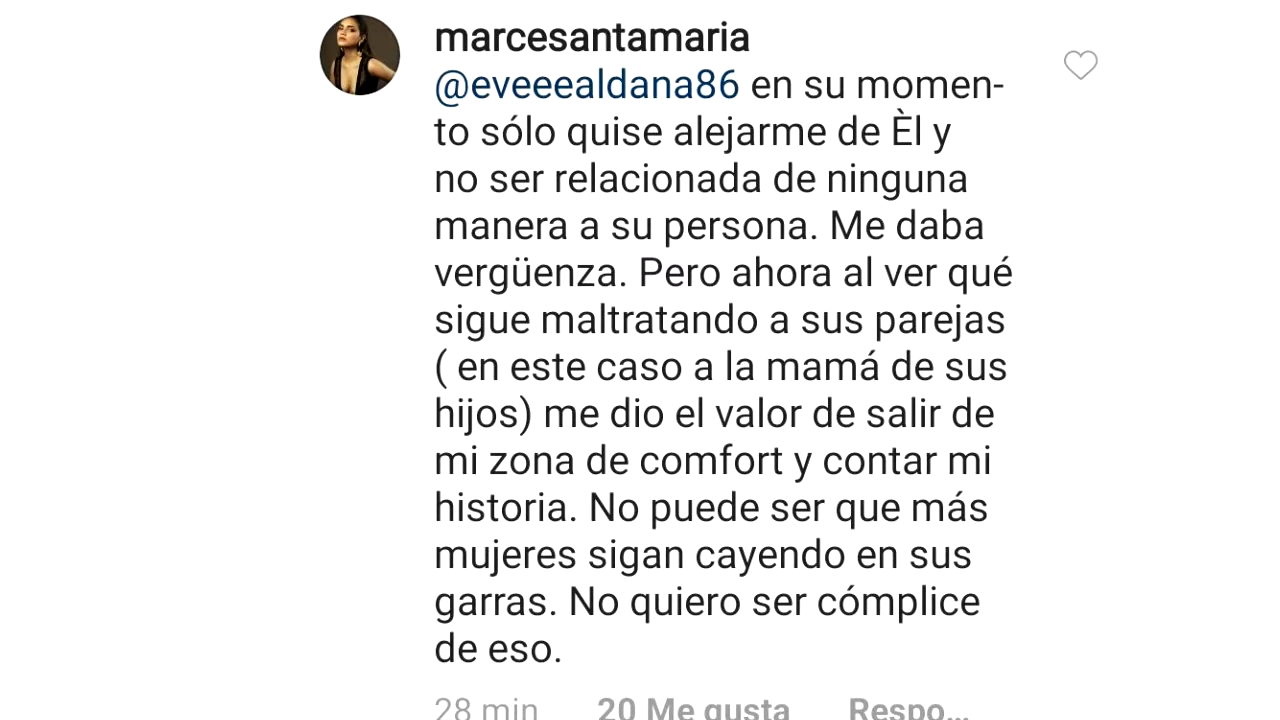 marcesantamaria
@eveeealdana86 en su momen-
to sólo quise alejarme de Èl y
no ser relacionada de ninguna
manera a su persona. Me daba
vergüenza. Pero ahora al ver qué
sigue maltratando a sus parejas
( en este caso a la mamá de sus
hijos) me dio el valor de salir de
mi zona de comfort y contar mi
historia. No puede ser que más
mujeres sigan cayendo en sus
garras. No quiero ser cómplice
de eso.
28 min 20 Me gusta Respo...